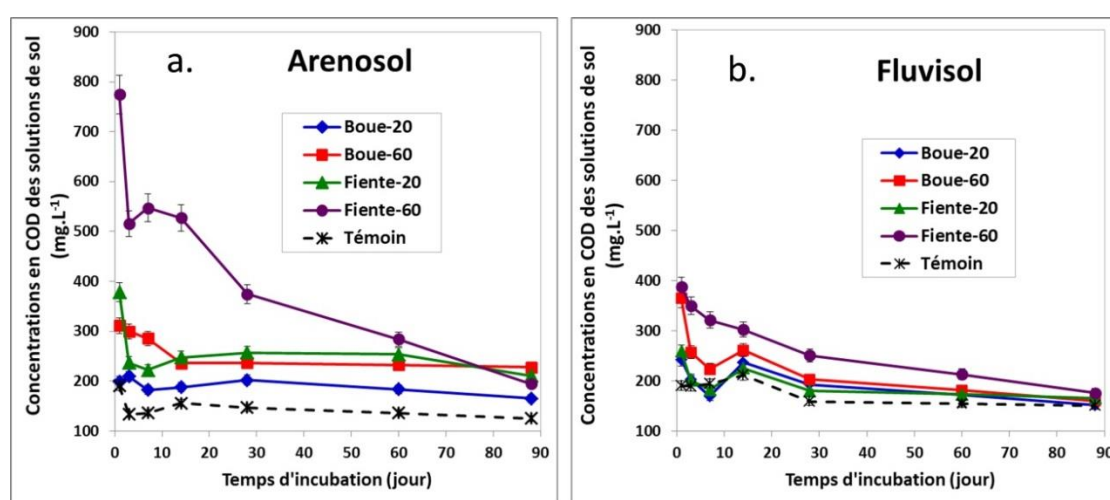 Concentrations en COD des solutions de sol
(mg.L⁻¹)
900
800
700
600
500
400
300
200
100
a.
Arenosol
Boue-20
Boue-60
Fiente-20
Fiente-60
Témoin
0 10 20 30 40 50 60 70 80 90
Temps d'incubation (jour)
Concentrations en COD des solutions de sol
(mg.L⁻¹)
900
800
700
600
500
400
300
200
100
b.
Fluvisol
Boue-20
Boue-60
Fiente-20
Fiente-60
Témoin
0 10 20 30 40 50 60 70 80 90
Temps d'incubation (jour)